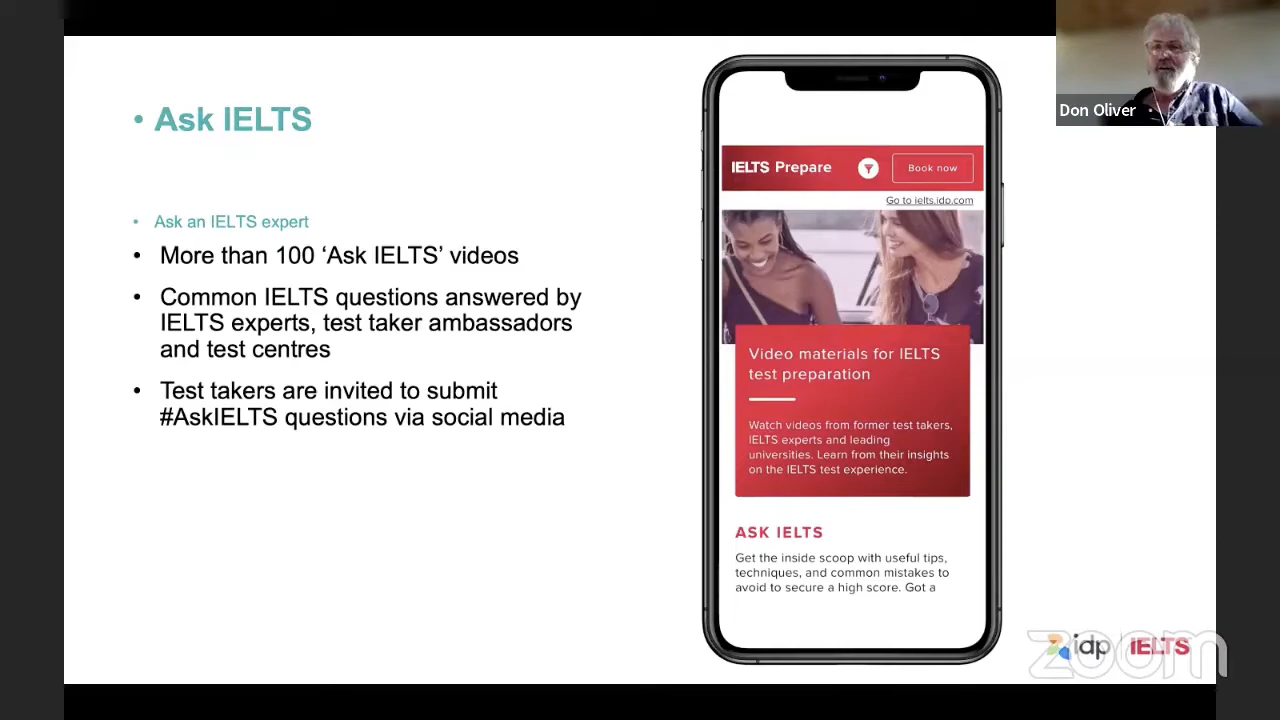 • Ask IELTS
• Ask an IELTS expert
• More than 100 ‘Ask IELTS’ videos
• Common IELTS questions answered by
IELTS experts, test taker ambassadors
and test centres
• Test takers are invited to submit
#AskIELTS questions via social media
IELTS Prepare
Book now
Go to ielts.idp.com
Video materials for IELTS
test preparation
Watch videos from former test takers,
IELTS experts and leading
universities. Learn from their insights
on the IELTS test experience.
ASK IELTS
Get the inside scoop with useful tips,
techniques, and common mistakes to
avoid to secure a high score. Got a
Don Oliver
idp IELTS
zoom